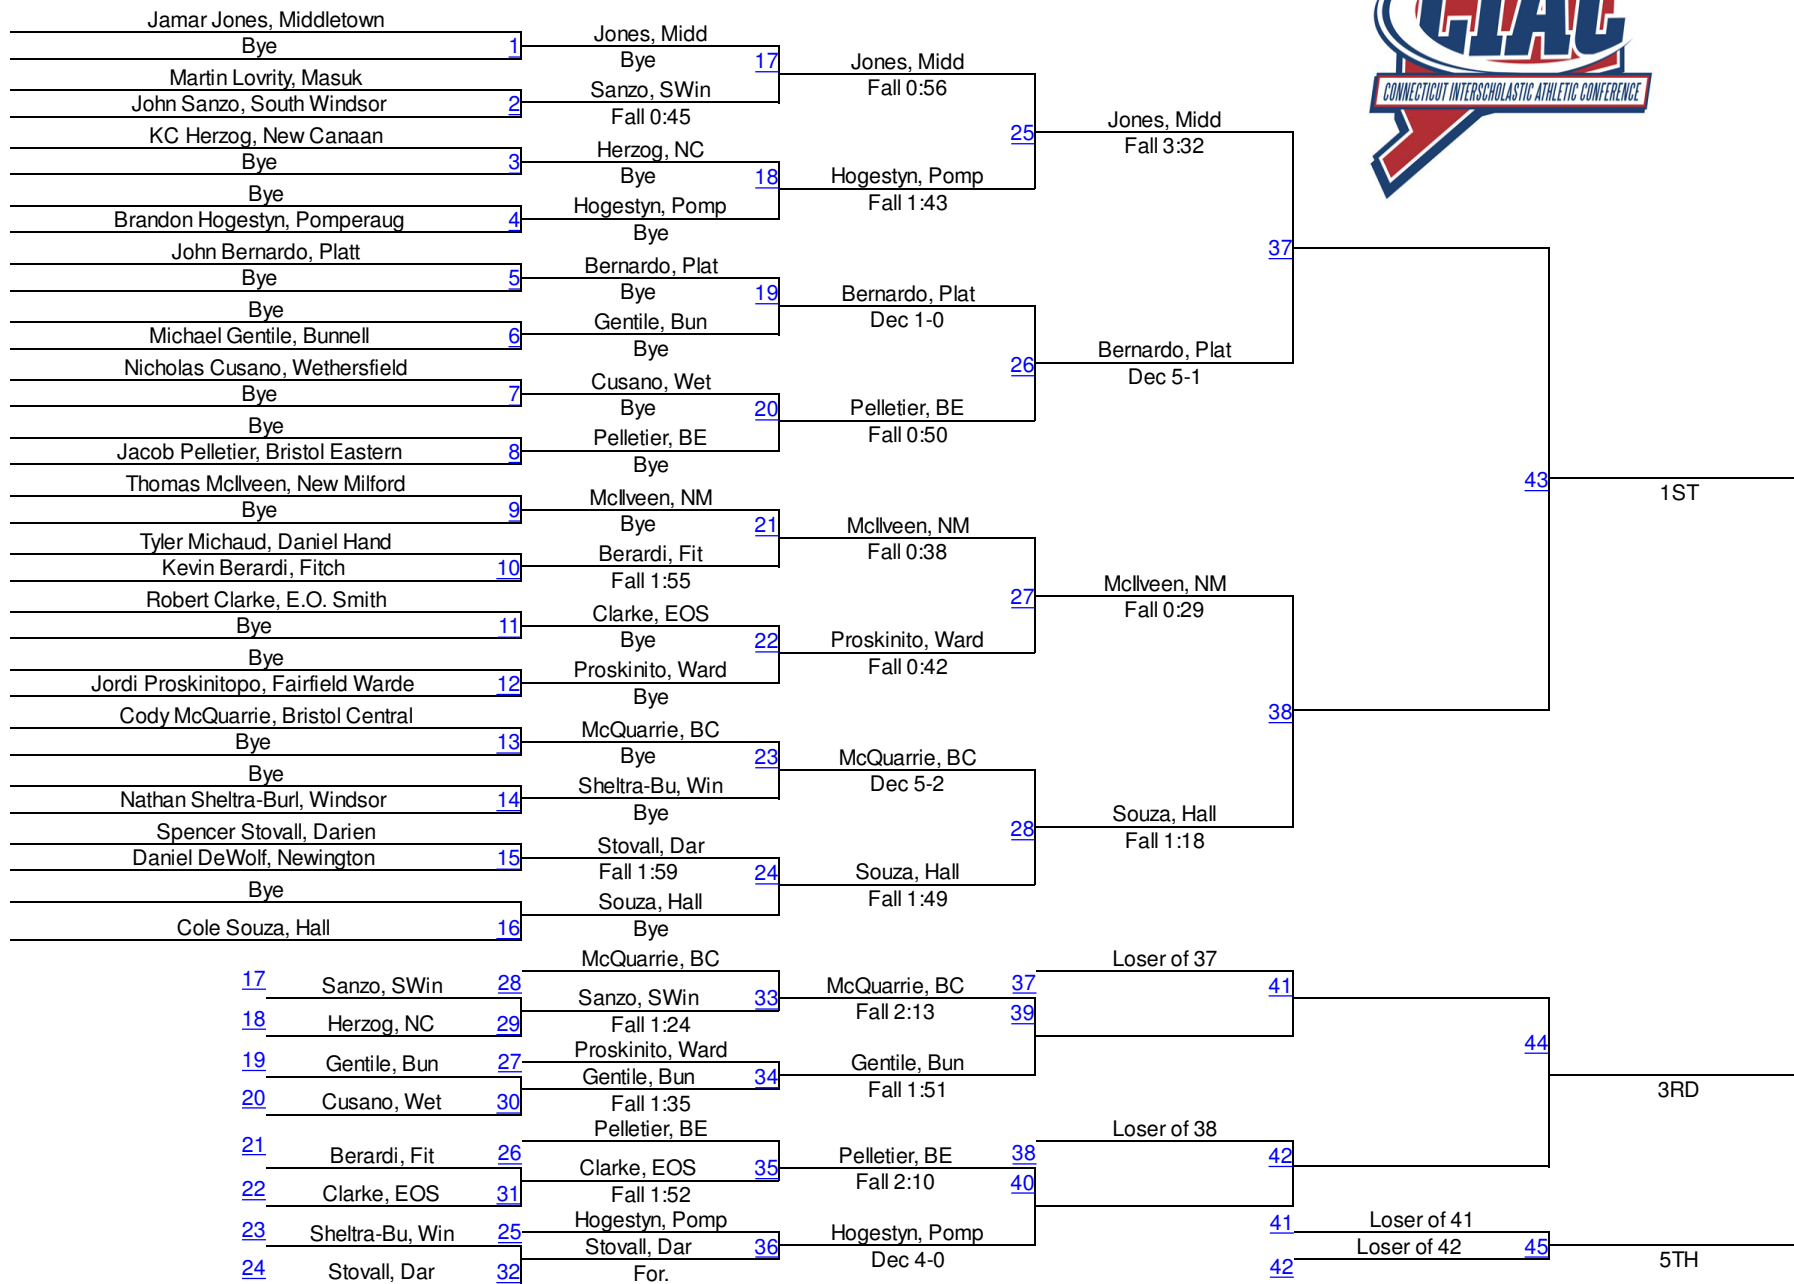 CIAC
CONNECTICUT INTERSCHOLASTIC ATHLETIC CONFERENCE
Jamar Jones, Middletown
Bye
1
Martin Lovrity, Masuk
John Sanzo, South Windsor
2
KC Herzog, New Canaan
Bye
3
Bye
Brandon Hogestyn, Pomperaug
4
John Bernardo, Platt
Bye
5
Bye
Michael Gentile, Bunnell
6
Nicholas Cusano, Wethersfield
Bye
7
Bye
Jacob Pelletier, Bristol Eastern
8
Thomas McIlveen, New Milford
Bye
9
Tyler Michaud, Daniel Hand
Kevin Berardi, Fitch
10
Robert Clarke, E.O. Smith
Bye
11
Bye
Jordi Proskinitopo, Fairfield Warde
12
Cody McQuarrie, Bristol Central
Bye
13
Bye
Nathan Sheltra-Burl, Windsor
14
Spencer Stovall, Darien
Daniel DeWolf, Newington
15
Bye
Cole Souza, Hall
16
Jones, Midd
Bye
17
Sanzo, SWin
Fall 0:45
Herzog, NC
Bye
18
Hogestyn, Pomp
Bye
Bernardo, Plat
Bye
19
Gentile, Bun
Bye
Cusano, Wet
Bye
20
Pelletier, BE
Bye
McIlveen, NM
Bye
21
Berardi, Fit
Fall 1:55
Clarke, EOS
Bye
22
Proskinito, Ward
Bye
McQuarrie, BC
Bye
23
Sheltra-Bu, Win
Bye
Stovall, Dar
Fall 1:59
24
Souza, Hall
Bye
Jones, Midd
Fall 0:56
25
Hogestyn, Pomp
Fall 1:43
Bernardo, Plat
Dec 1-0
26
Pelletier, BE
Fall 0:50
McIlveen, NM
Fall 0:38
27
Proskinito, Ward
Fall 0:42
McQuarrie, BC
Dec 5-2
28
Souza, Hall
Fall 1:49
Jones, Midd
Fall 3:32
37
Bernardo, Plat
Dec 5-1
McIlveen, NM
Fall 0:29
38
Souza, Hall
Fall 1:18
43
1ST
17
Sanzo, SWin
28
18
Herzog, NC
29
19
Gentile, Bun
27
20
Cusano, Wet
30
21
Berardi, Fit
26
22
Clarke, EOS
31
23
Sheltra-Bu, Win
25
24
Stovall, Dar
32
McQuarrie, BC
Sanzo, SWin
33
Fall 1:24
Proskinito, Ward
Gentile, Bun
34
Fall 1:35
Pelletier, BE
Clarke, EOS
35
Fall 1:52
Hogestyn, Pomp
Stovall, Dar
36
For.
McQuarrie, BC
37
Fall 2:13
39
Gentile, Bun
Fall 1:51
Pelletier, BE
38
Fall 2:10
40
Hogestyn, Pomp
Dec 4-0
Loser of 37
41
Loser of 38
42
44
3RD
41
Loser of 41
Loser of 42
45
42
5TH